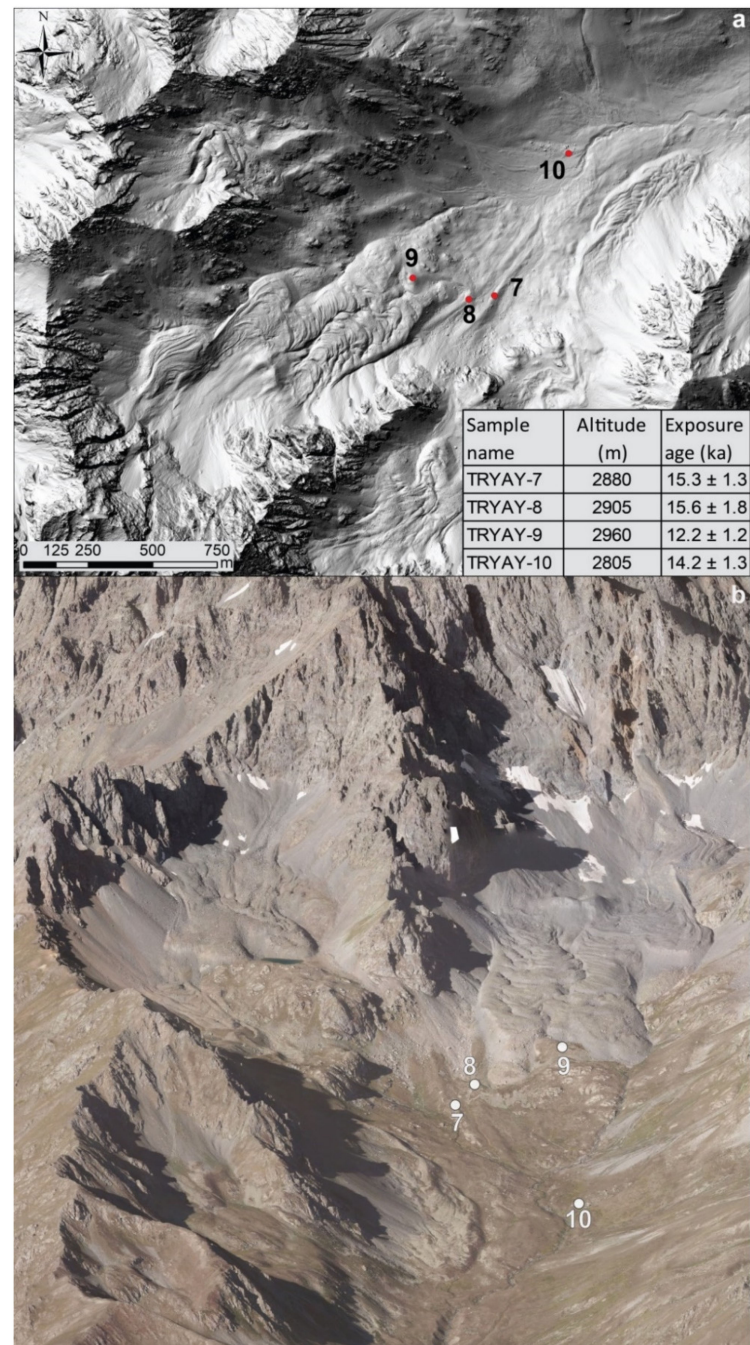 N
a
10
9
7
8
Sample name Altitude (m) Exposure age (ka)
TRYAY-7 2880 15.3 ± 1.3
TRYAY-8 2905 15.6 ± 1.8
TRYAY-9 2960 12.2 ± 1.2
TRYAY-10 2805 14.2 ± 1.3
0 125 250 500 750
m
b
8
9
7
10